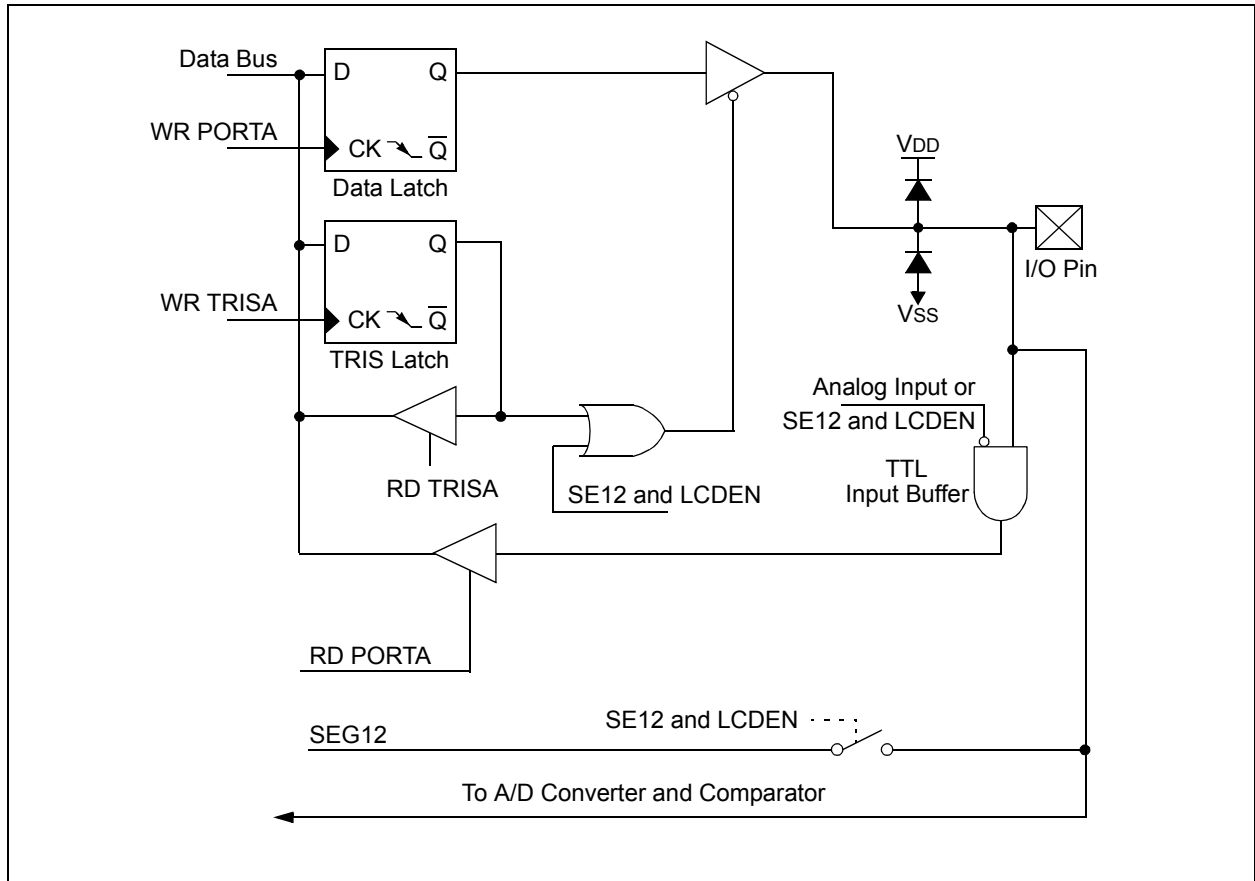 Data Bus
D Q
WR PORTA
CK Q̅
Data Latch
VDD
D Q
I/O Pin
WR TRISA
CK Q̅
VSS
TRIS Latch
Analog Input or
SE12 and LCDEN
RD TRISA
SE12 and LCDEN
TTL
Input Buffer
RD PORTA
SE12 and LCDEN
SEG12
To A/D Converter and Comparator